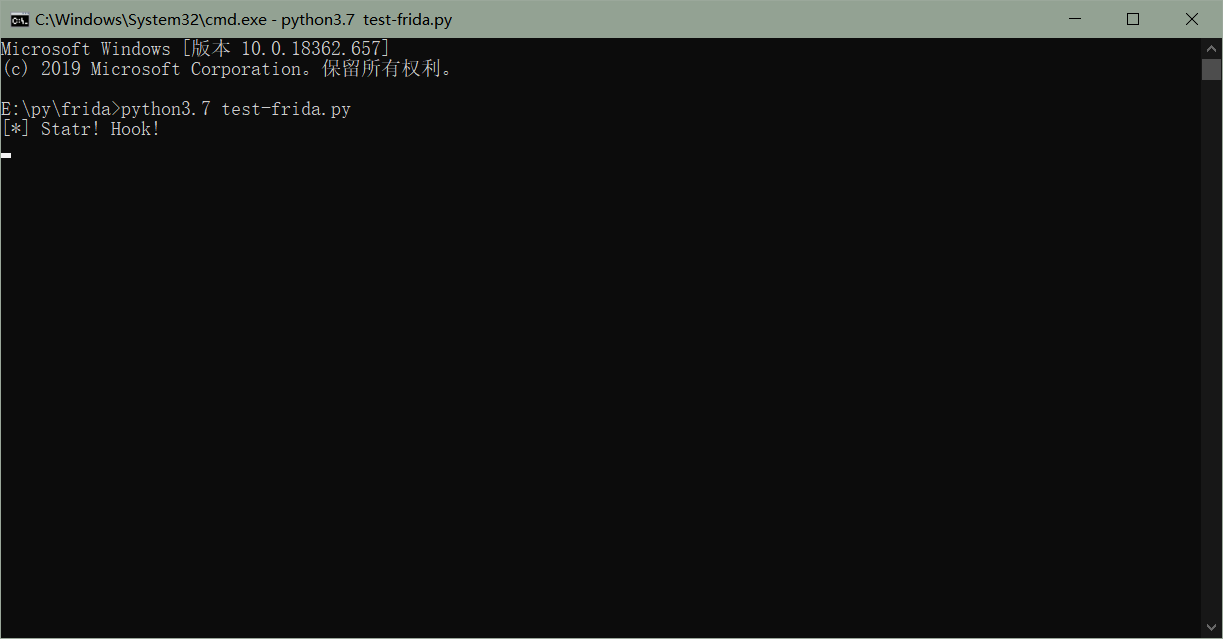 C:\Windows\System32\cmd.exe - python3.7  test-frida.py
Microsoft Windows [版本 10.0.18362.657]
(c) 2019 Microsoft Corporation。保留所有权利。
E:\py\frida>python3.7 test-frida.py
[*] Statr! Hook!